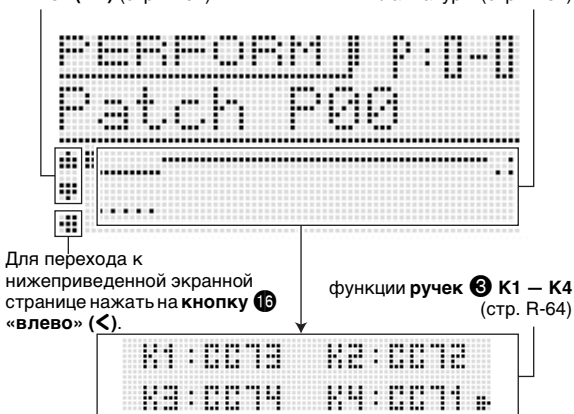 PERFORM P:0-0
Patch P00
Для перехода к
нижеприведенной экранной
странице нажать на кнопку 16
«влево» (<).
функции ручек 3 K1 — K4
(стр. R-64)
K1:CC73 K2:CC72
K3:CC74 K4:CC71